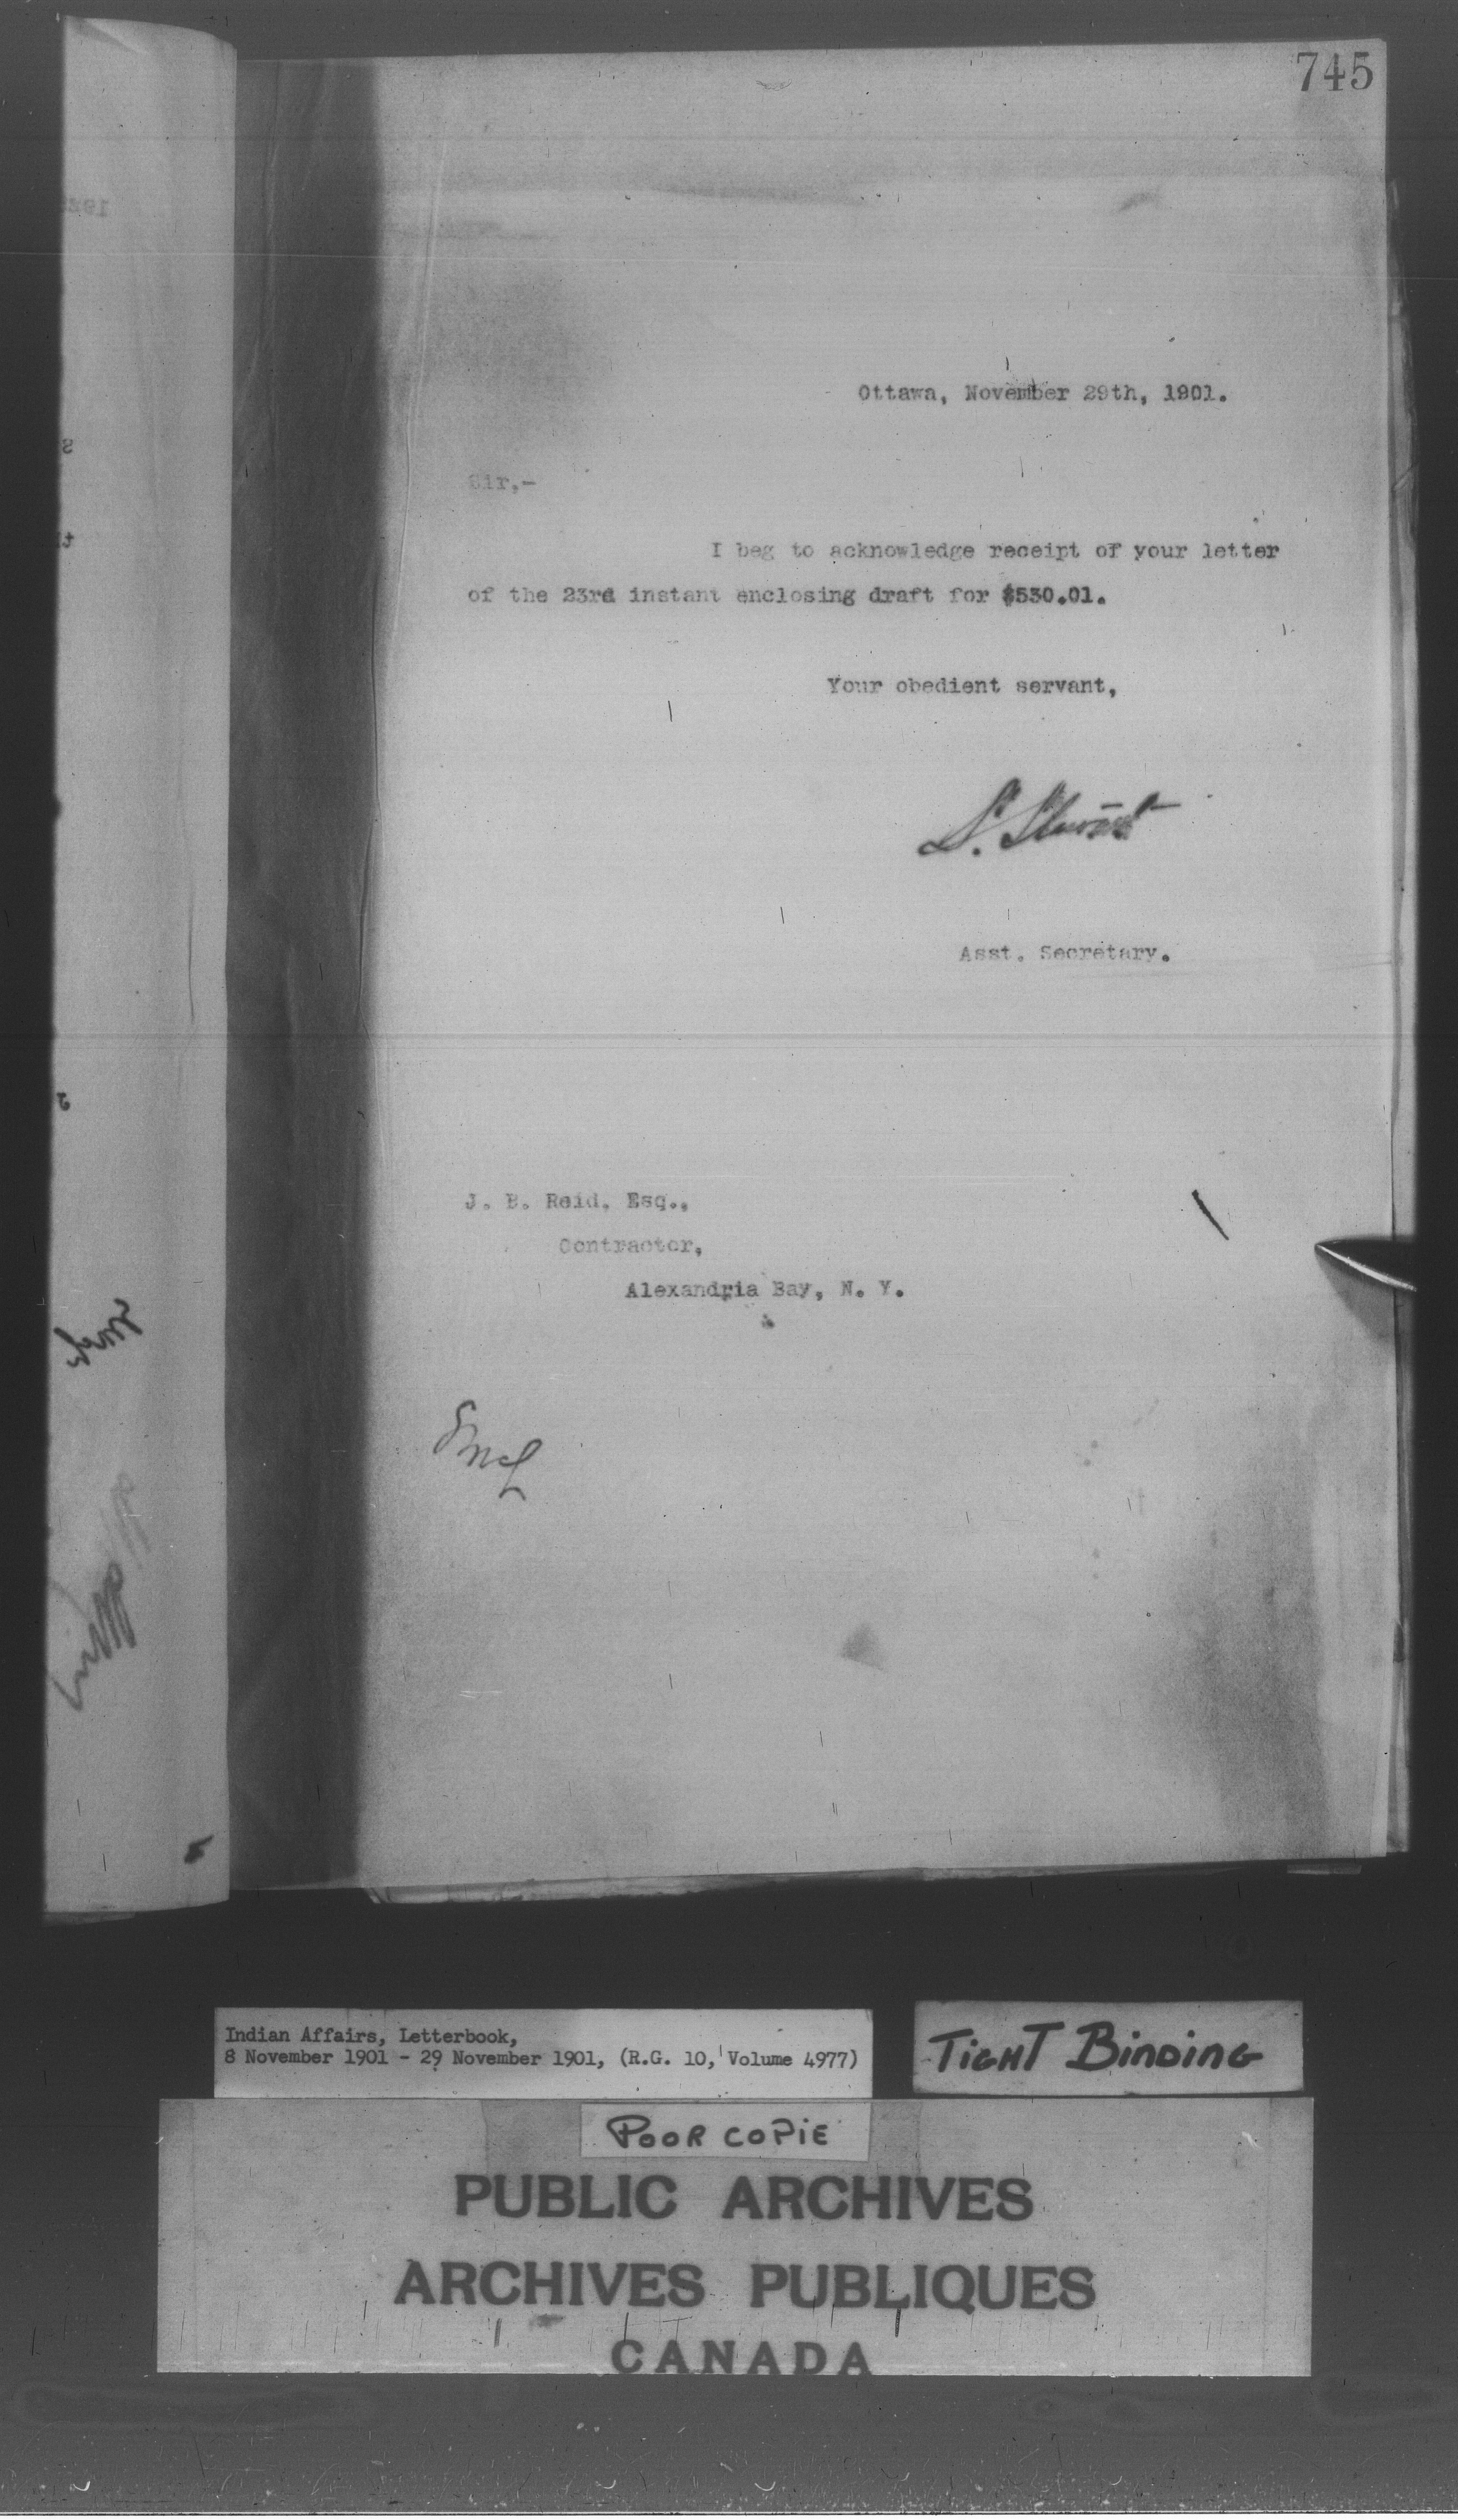 745
Ottawa, November 29th, 1901.
Sir,-
I beg to acknowledge receipt of your letter
of the 23rd instant enclosing draft for $530.01.
Your obedient servant,
S. Stewart
Asst. Secretary.
J. B. Reid, Esq.,
Contractor,
Alexandria Bay, N. Y.
Indian Affairs, Letterbook,
8 November 1901 - 29 November 1901, (R.G. 10, Volume 4977)
TIGHT BINDING
POOR COPIE
PUBLIC ARCHIVES
ARCHIVES PUBLIQUES
CANADA